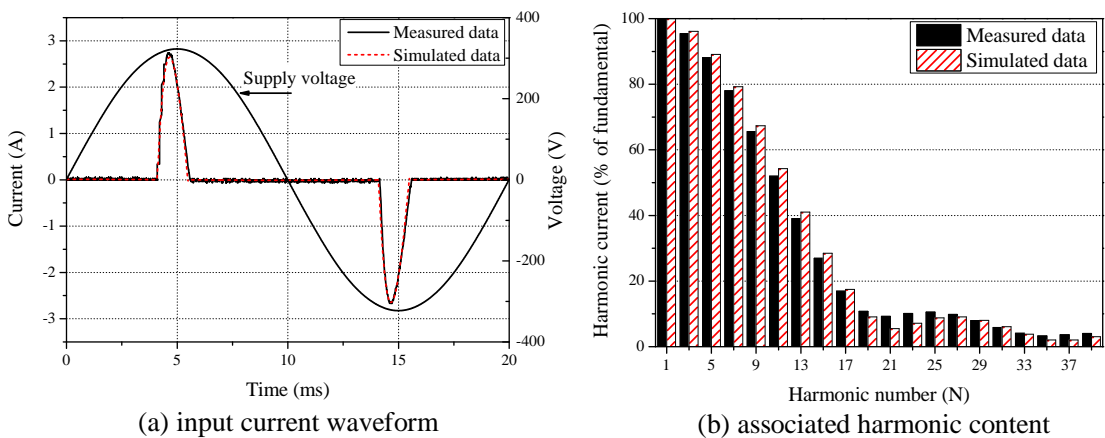 Measured data
Simulated data
Supply voltage
3
2
1
0
-1
-2
-3
Current (A)
400
200
0
-200
-400
Voltage (V)
0
5
10
15
20
Time (ms)
(a) input current waveform
Measured data
Simulated data
100
80
60
40
20
0
Harmonic current (% of fundamental)
1
5
9
13
17
21
25
29
33
37
Harmonic number (N)
(b) associated harmonic content